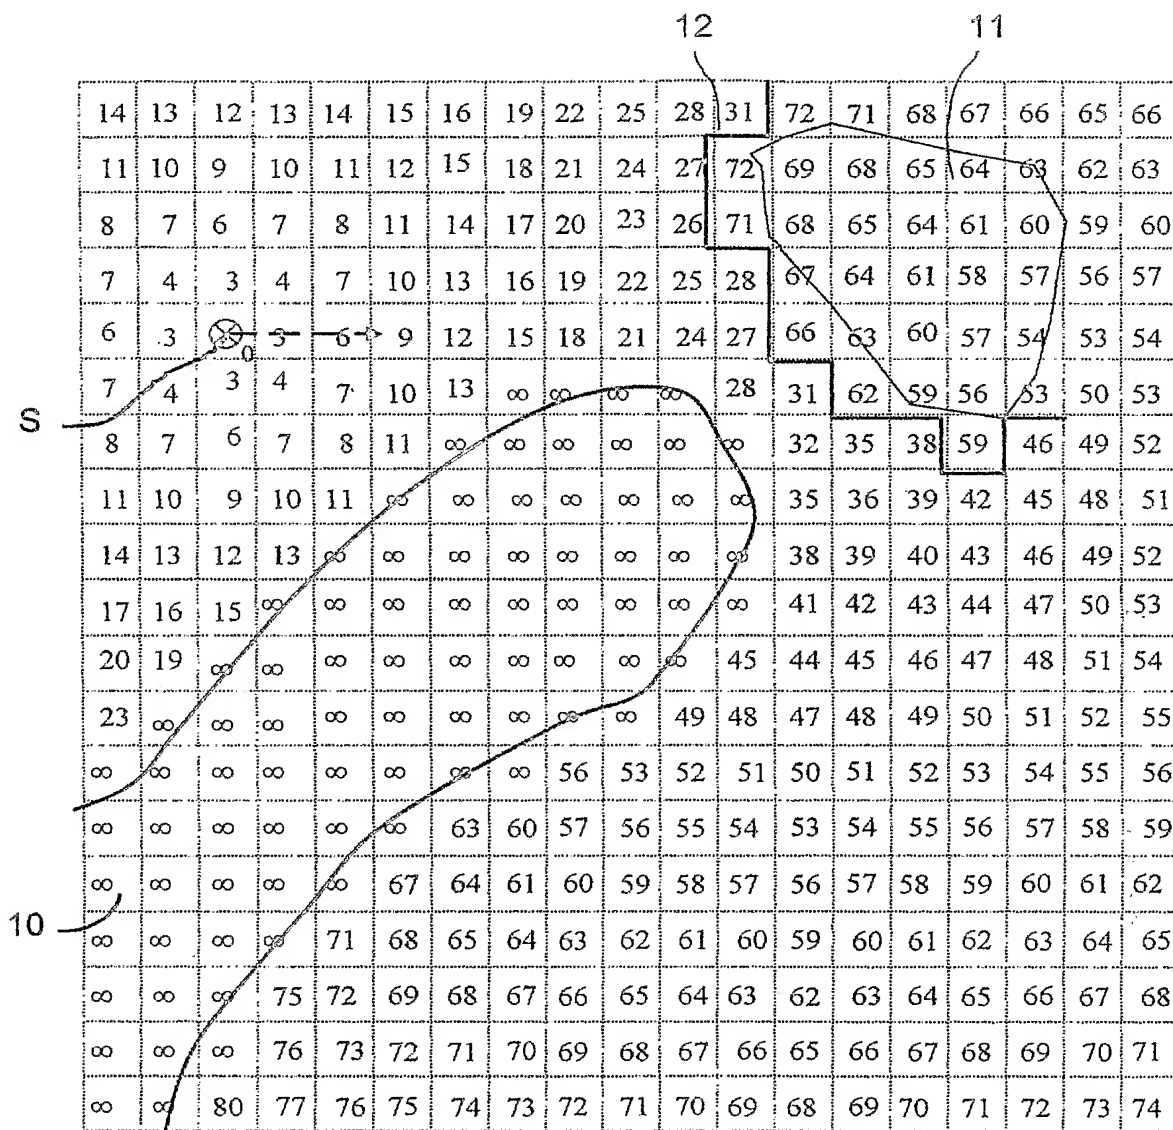 12 11
14 13 12 13 14 15 16 19 22 25 28 31 72 71 68 67 66 65 66
11 10 9 10 11 12 15 18 21 24 27 72 69 68 65 64 63 62 63
8 7 6 7 8 11 14 17 20 23 26 71 68 65 64 61 60 59 60
7 4 3 4 7 10 13 16 19 22 25 28 67 64 61 58 57 56 57
6 3 0 3 6 9 12 15 18 21 24 27 66 63 60 57 54 53 54
7 4 3 4 7 10 13 ∞ ∞ ∞ ∞ 28 31 62 59 56 53 50 53
S
8 7 6 7 8 11 ∞ ∞ ∞ ∞ ∞ ∞ 32 35 38 59 46 49 52
11 10 9 10 11 ∞ ∞ ∞ ∞ ∞ ∞ ∞ 35 36 39 42 45 48 51
14 13 12 13 ∞ ∞ ∞ ∞ ∞ ∞ ∞ ∞ 38 39 40 43 46 49 52
17 16 15 ∞ ∞ ∞ ∞ ∞ ∞ ∞ ∞ ∞ 41 42 43 44 47 50 53
20 19 ∞ ∞ ∞ ∞ ∞ ∞ ∞ ∞ ∞ 45 44 45 46 47 48 51 54
23 ∞ ∞ ∞ ∞ ∞ ∞ ∞ ∞ ∞ 49 48 47 48 49 50 51 52 55
∞ ∞ ∞ ∞ ∞ ∞ ∞ ∞ 56 53 52 51 50 51 52 53 54 55 56
∞ ∞ ∞ ∞ ∞ ∞ 63 60 57 56 55 54 53 54 55 56 57 58 59
∞ ∞ ∞ ∞ ∞ 67 64 61 60 59 58 57 56 57 58 59 60 61 62
10
∞ ∞ ∞ ∞ 71 68 65 64 63 62 61 60 59 60 61 62 63 64 65
∞ ∞ ∞ 75 72 69 68 67 66 65 64 63 62 63 64 65 66 67 68
∞ ∞ ∞ 76 73 72 71 70 69 68 67 66 65 66 67 68 69 70 71
∞ ∞ 80 77 76 75 74 73 72 71 70 69 68 69 70 71 72 73 74